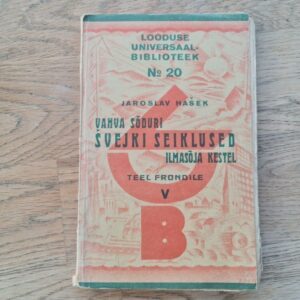 LOODUSE
UNIVERSAAL-
BIBLIOTEEK
No 20
JAROSLAV HAŠEK
VAHVA SÕDURI
ŠVEJKI SEIKLUSED
ILMASÕJA KESTEL
TEEL FRONDILE
V